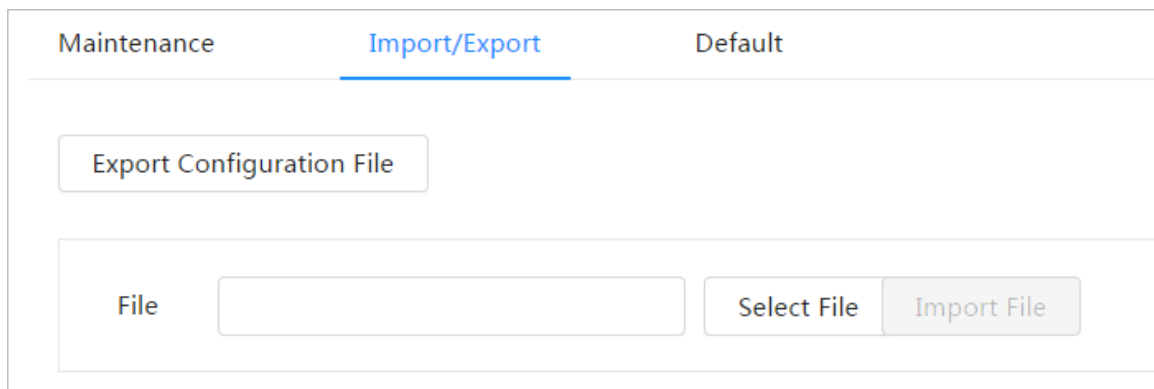 Maintenance Import/Export Default
Export Configuration File
File Select File Import File